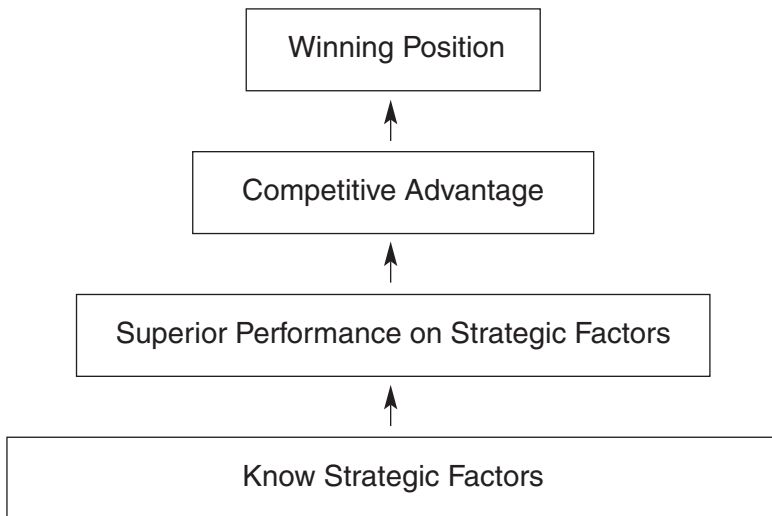 Winning Position
Competitive Advantage
Superior Performance on Strategic Factors
Know Strategic Factors